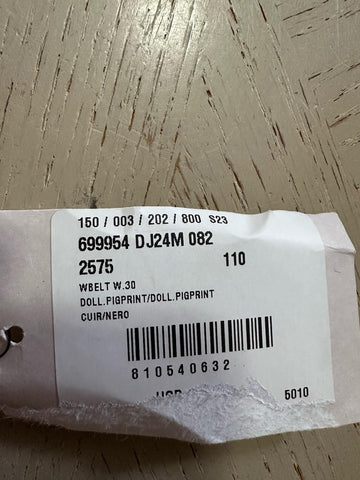 150 / 003 / 202 / 800 S23
699954 DJ24M 082
2575 110
WBELT W.30
DOLL.PIGPRINT/DOLL.PIGPRINT
CUIR/NERO
810540632
5010